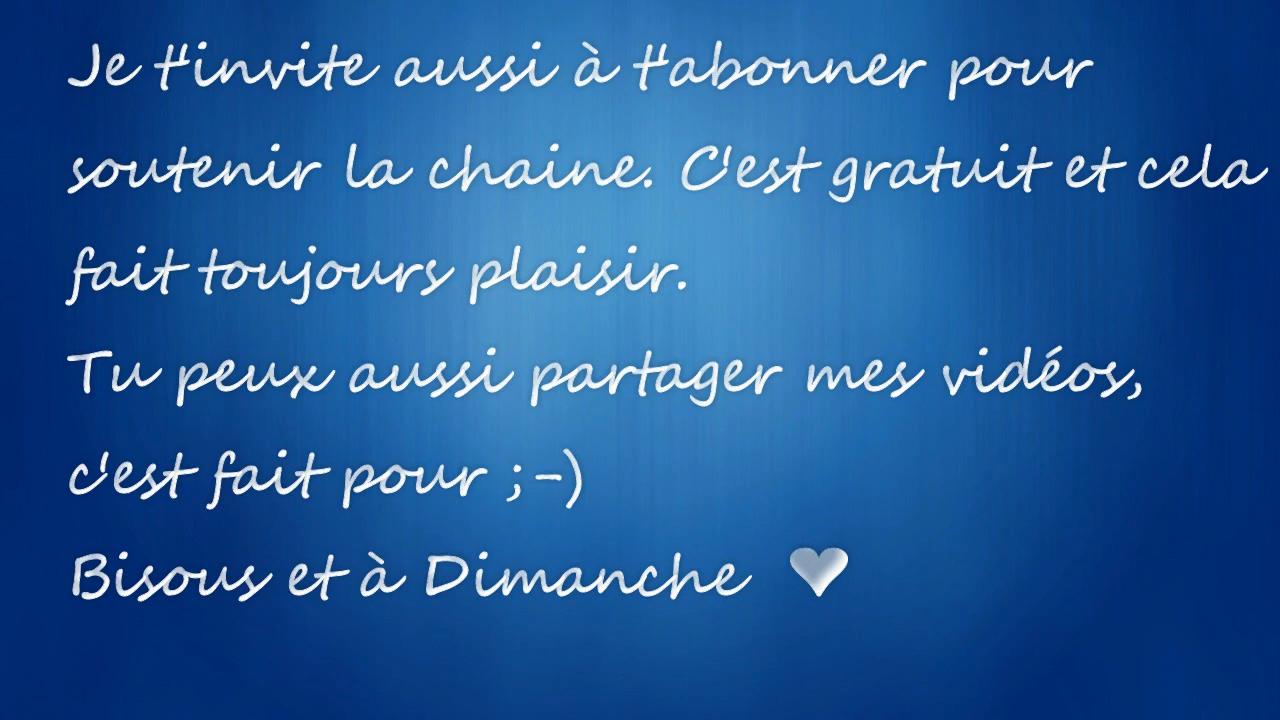 Je t'invite aussi à t'abonner pour
soutenir la chaine. C'est gratuit et cela
fait toujours plaisir.
Tu peux aussi partager mes vidéos,
c'est fait pour ;-)
Bisous et à Dimanche ♥